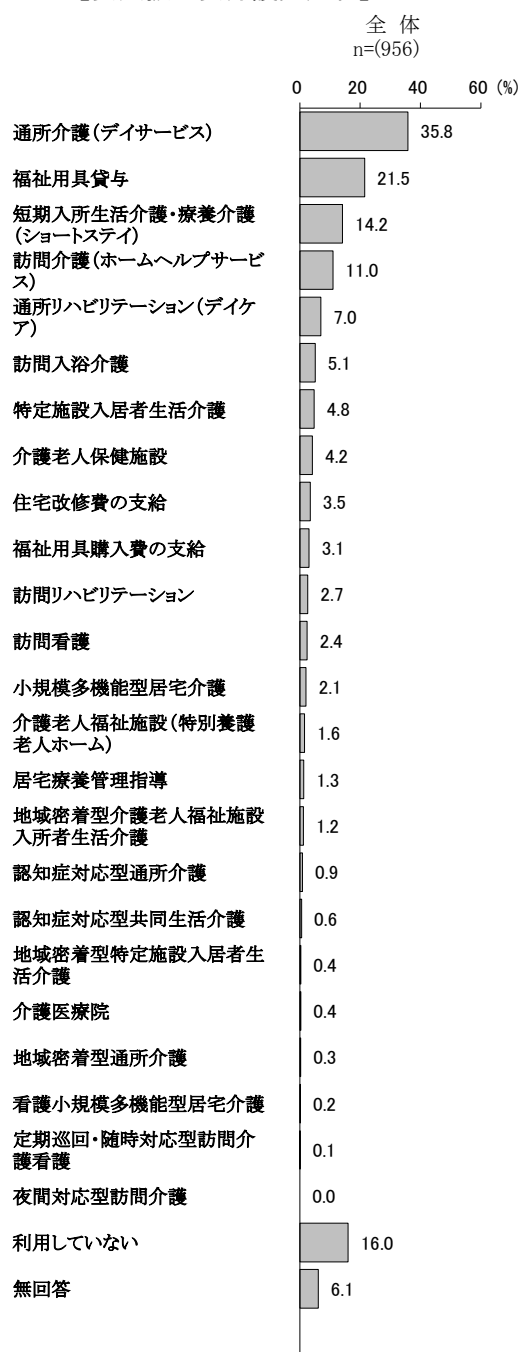 全 体
n=(956)
0 20 40 60 (%)
通所介護(デイサービス) 35.8
福祉用具貸与 21.5
短期入所生活介護・療養介護
(ショートステイ) 14.2
訪問介護(ホームヘルプサービ
ス) 11.0
通所リハビリテーション(デイケ
ア) 7.0
訪問入浴介護 5.1
特定施設入居者生活介護 4.8
介護老人保健施設 4.2
住宅改修費の支給 3.5
福祉用具購入費の支給 3.1
訪問リハビリテーション 2.7
訪問看護 2.4
小規模多機能型居宅介護 2.1
介護老人福祉施設(特別養護
老人ホーム) 1.6
居宅療養管理指導 1.3
地域密着型介護老人福祉施設
入所者生活介護 1.2
認知症対応型通所介護 0.9
認知症対応型共同生活介護 0.6
地域密着型特定施設入居者生
活介護 0.4
介護医療院 0.4
地域密着型通所介護 0.3
看護小規模多機能型居宅介護 0.2
定期巡回・随時対応型訪問介
護看護 0.1
夜間対応型訪問介護 0.0
利用していない 16.0
無回答 6.1